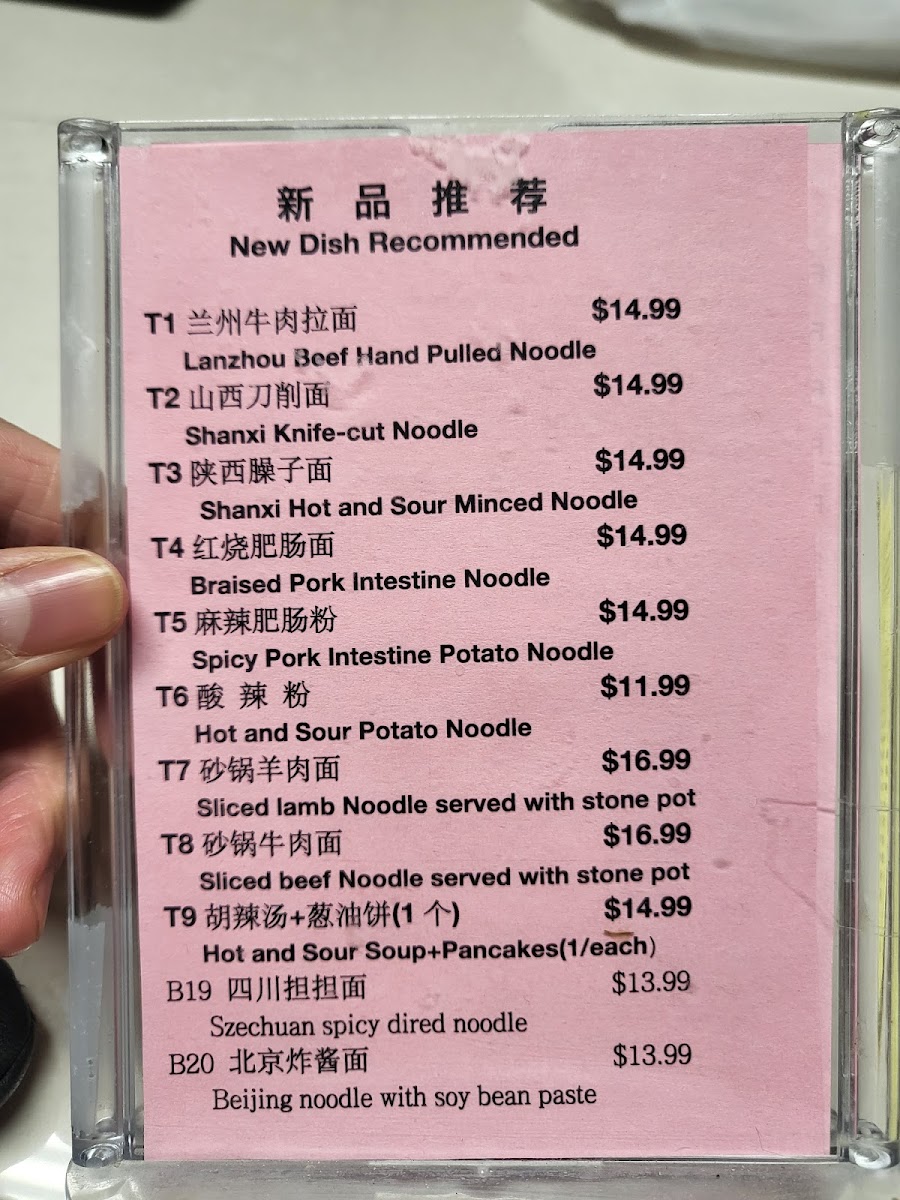 新 品 推 荐
New Dish Recommended
T1 兰州牛肉拉面 $14.99
Lanzhou Beef Hand Pulled Noodle
T2 山西刀削面 $14.99
Shanxi Knife-cut Noodle
T3 陕西臊子面 $14.99
Shanxi Hot and Sour Minced Noodle
T4 红烧肥肠面 $14.99
Braised Pork Intestine Noodle
T5 麻辣肥肠粉 $14.99
Spicy Pork Intestine Potato Noodle
T6 酸 辣 粉 $11.99
Hot and Sour Potato Noodle
T7 砂锅羊肉面 $16.99
Sliced lamb Noodle served with stone pot
T8 砂锅牛肉面 $16.99
Sliced beef Noodle served with stone pot
T9 胡辣汤+葱油饼(1 个) $14.99
Hot and Sour Soup+Pancakes(1/each)
B19 四川担担面 $13.99
Szechuan spicy dired noodle
B20 北京炸酱面 $13.99
Beijing noodle with soy bean paste